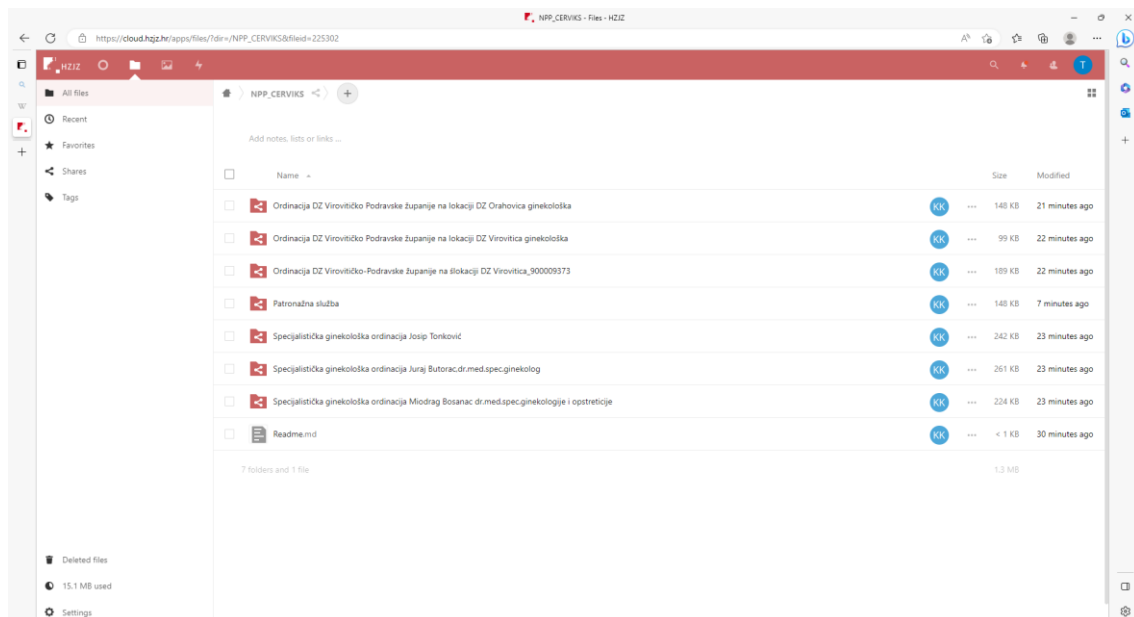 NPP_CERVIKS - Files - HZJZ
https://cloud.hzjz.hr/apps/files/?dir=/NPP_CERVIKS&fileid=225302
HZJZ
T
All files
NPP_CERVIKS
Recent
Favorites
Add notes, lists or links ...
Shares
Name Size Modified
Tags
Ordinacija DZ Virovitičko Podravske županije na lokaciji DZ Orahovica ginekološka KK ... 148 KB 21 minutes ago
Ordinacija DZ Virovitičko Podravske županije na lokaciji DZ Virovitica ginekološka KK ... 99 KB 22 minutes ago
Ordinacija DZ Virovitičko-Podravske županije na šlokaciji DZ Virovitica_900009373 KK ... 189 KB 22 minutes ago
Patronažna služba KK ... 148 KB 7 minutes ago
Specijalistička ginekološka ordinacija Josip Tonković KK ... 242 KB 23 minutes ago
Specijalistička ginekološka ordinacija Juraj Butorac.dr.med.spec.ginekolog KK ... 261 KB 23 minutes ago
Specijalistička ginekološka ordinacija Miodrag Bosanac dr.med.spec.ginekologije i opstreticije KK ... 224 KB 23 minutes ago
Readme.md KK ... < 1 KB 30 minutes ago
7 folders and 1 file 1.3 MB
Deleted files
15.1 MB used
Settings